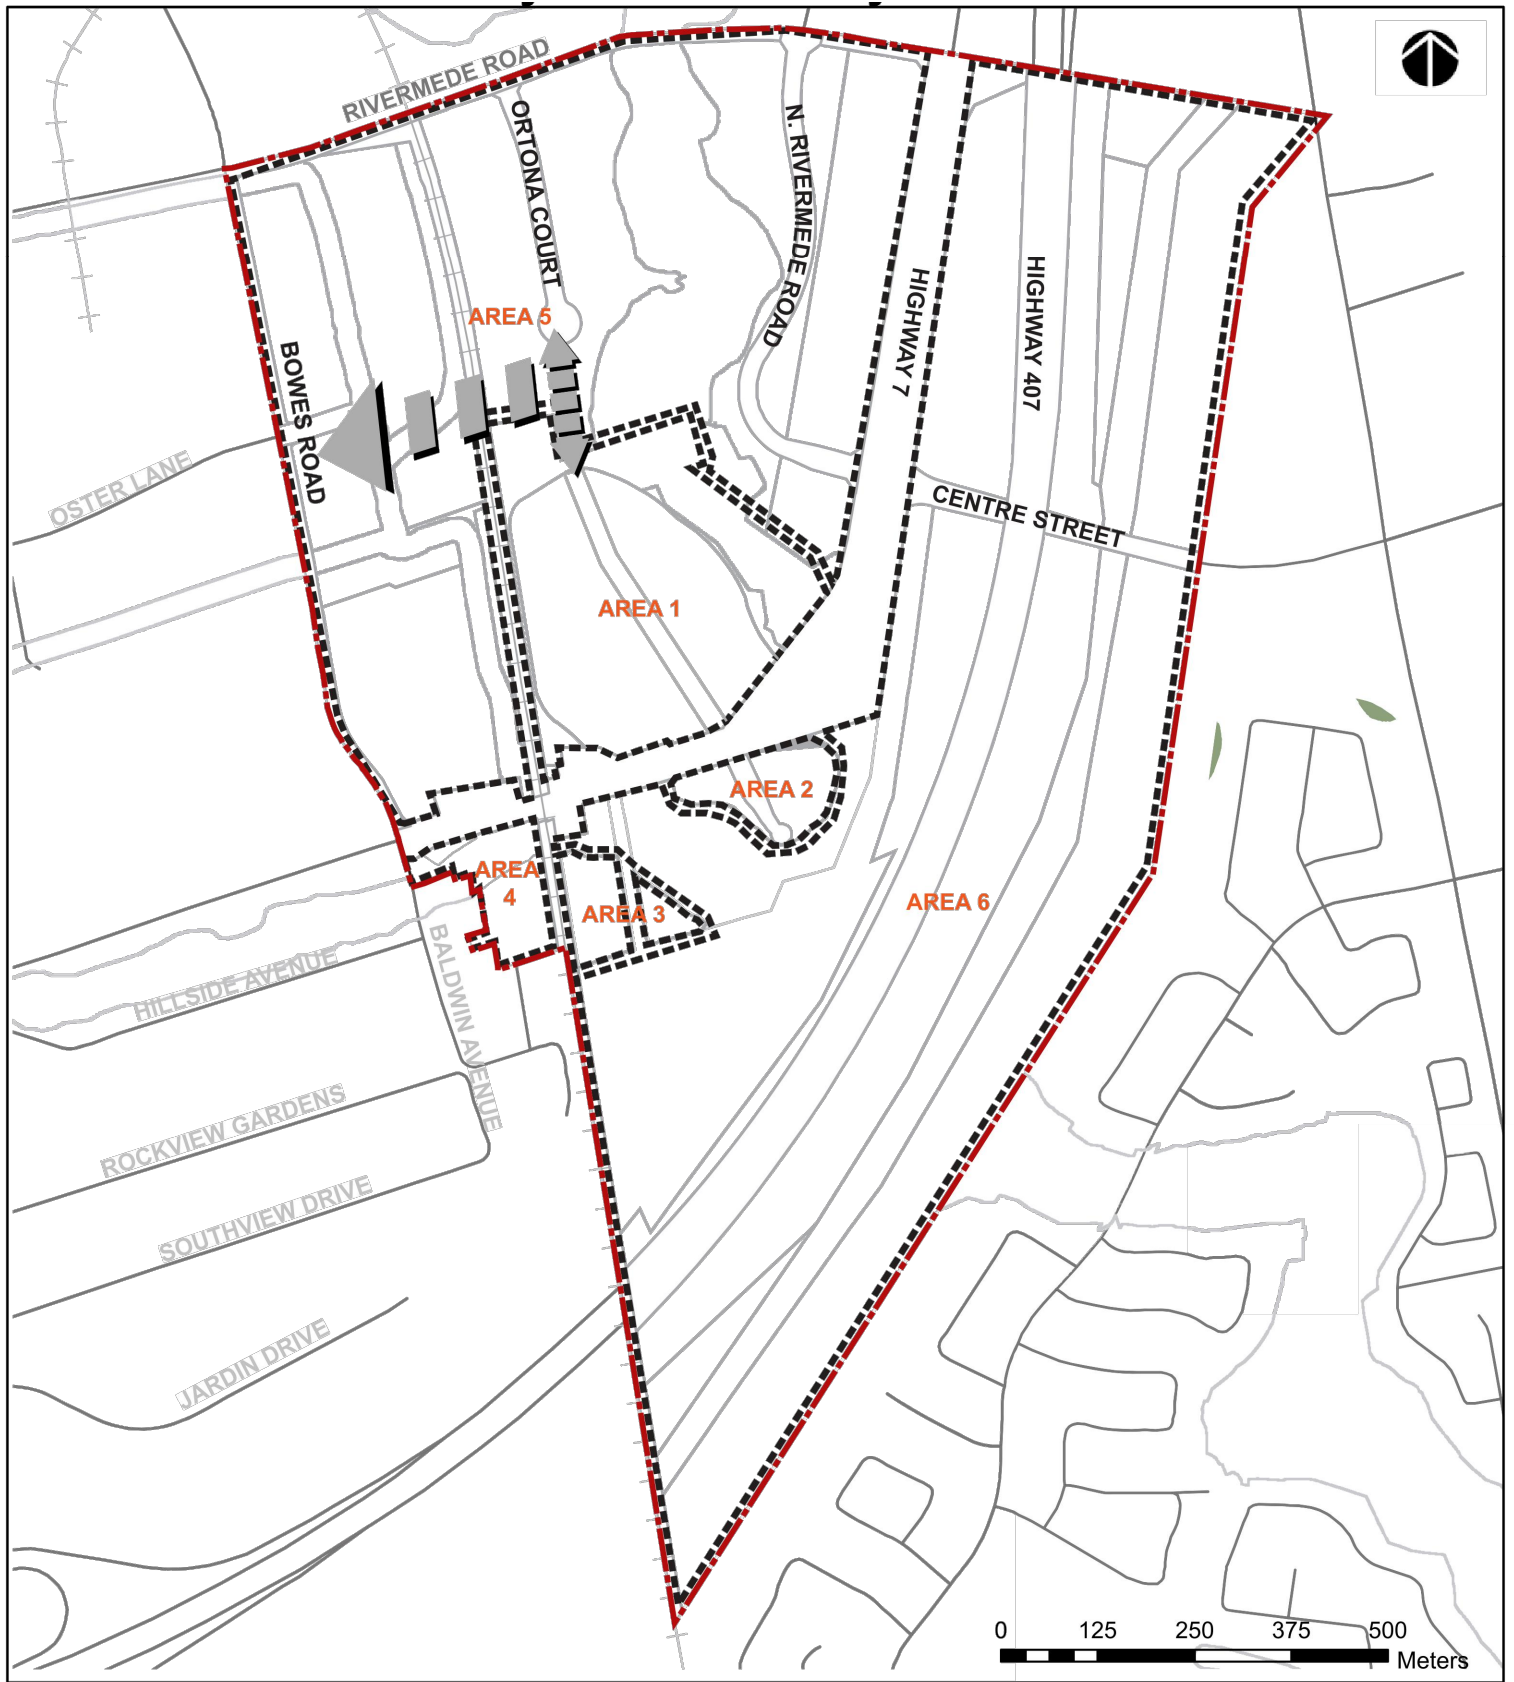 RIVERMEDE ROAD
ORTONA COURT
N. RIVERMEDE ROAD
HIGHWAY 7
HIGHWAY 407
AREA 5
BOWES ROAD
OSTER LANE
CENTRE STREET
AREA 1
AREA 2
AREA
4
AREA 3
AREA 6
BALDWIN AVENUE
HILLSIDE AVENUE
ROCKVIEW GARDENS
SOUTHVIEW DRIVE
JARDIN DRIVE
0 125 250 375 500
Meters